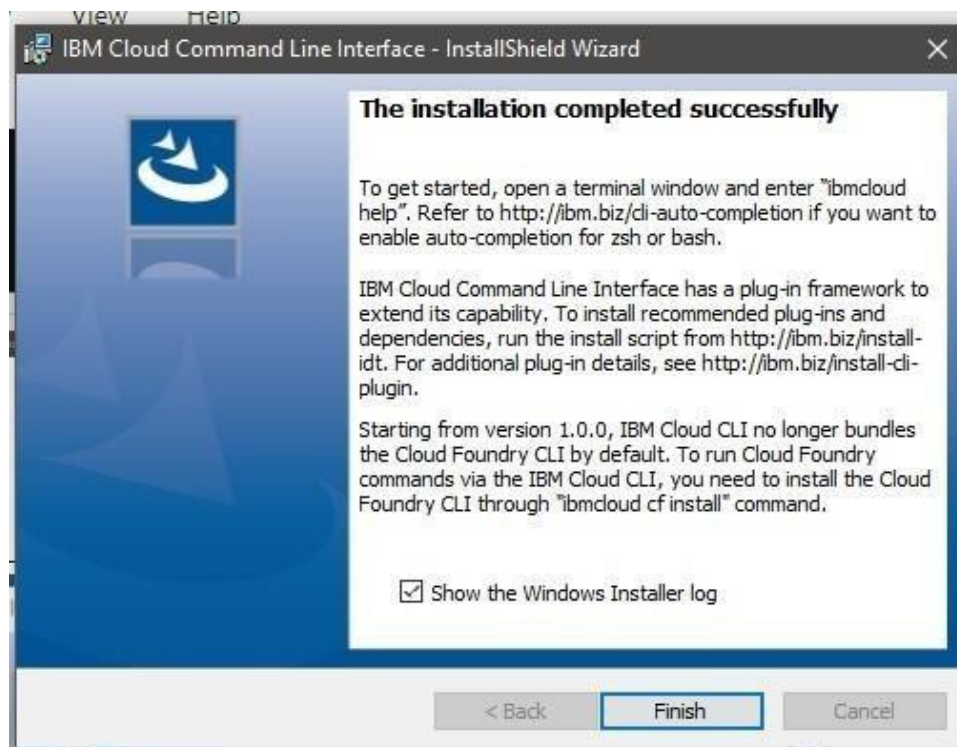 View Help
IBM Cloud Command Line Interface - InstallShield Wizard
The installation completed successfully
To get started, open a terminal window and enter "ibmcloud
help". Refer to http://ibm.biz/cli-auto-completion if you want to
enable auto-completion for zsh or bash.
IBM Cloud Command Line Interface has a plug-in framework to
extend its capability. To install recommended plug-ins and
dependencies, run the install script from http://ibm.biz/install-
idt. For additional plug-in details, see http://ibm.biz/install-cli-
plugin.
Starting from version 1.0.0, IBM Cloud CLI no longer bundles
the Cloud Foundry CLI by default. To run Cloud Foundry
commands via the IBM Cloud CLI, you need to install the Cloud
Foundry CLI through "ibmcloud cf install" command.
Show the Windows Installer log
< Back Finish Cancel